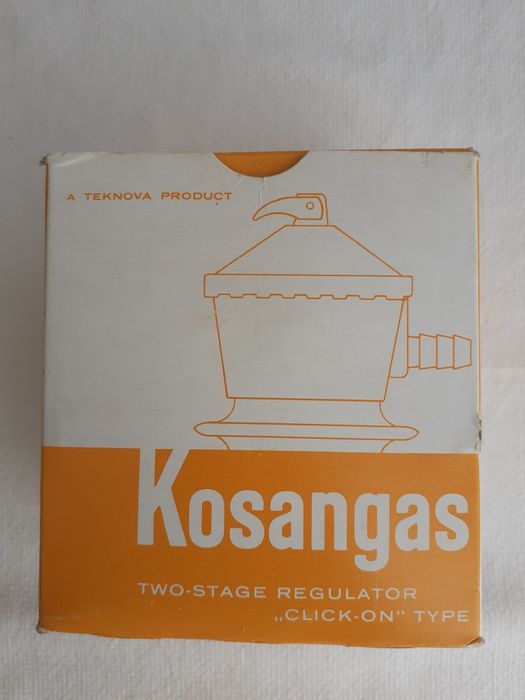 A TEKNOVA PRODUCT
Kosangas
TWO-STAGE REGULATOR
„CLICK-ON" TYPE